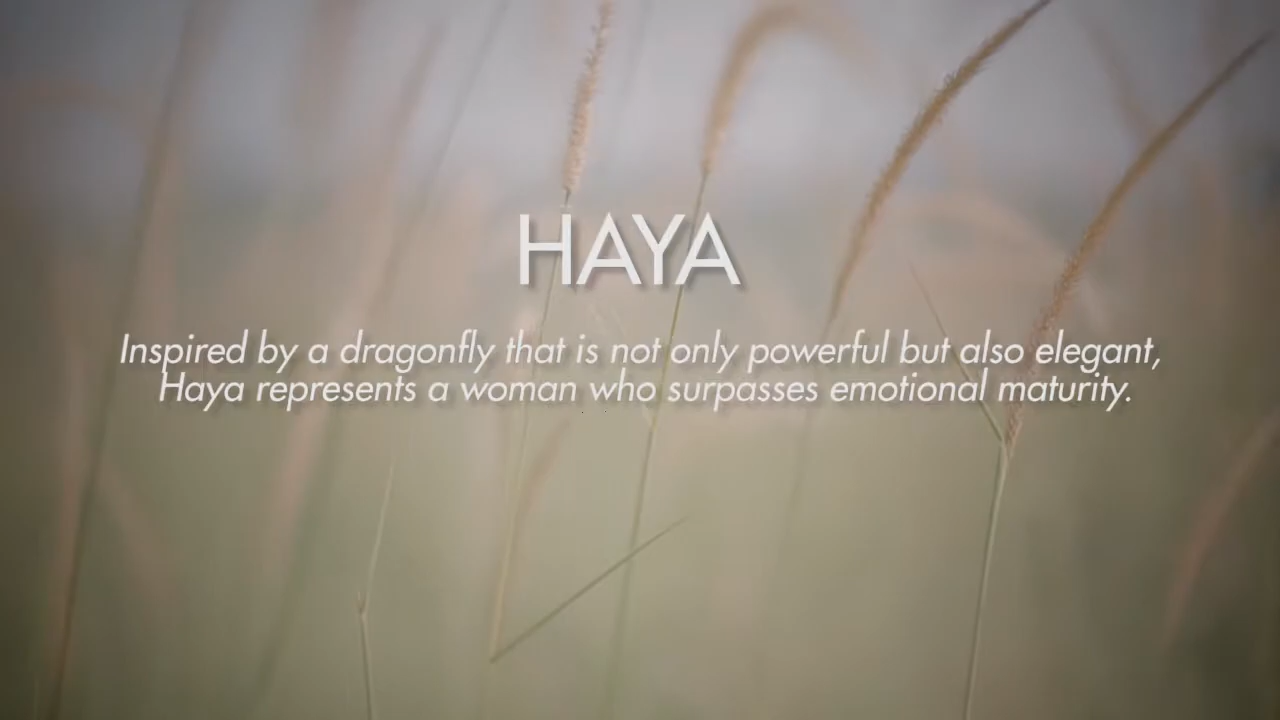 HAYA
Inspired by a dragonfly that is not only powerful but also elegant,
Haya represents a woman who surpasses emotional maturity.